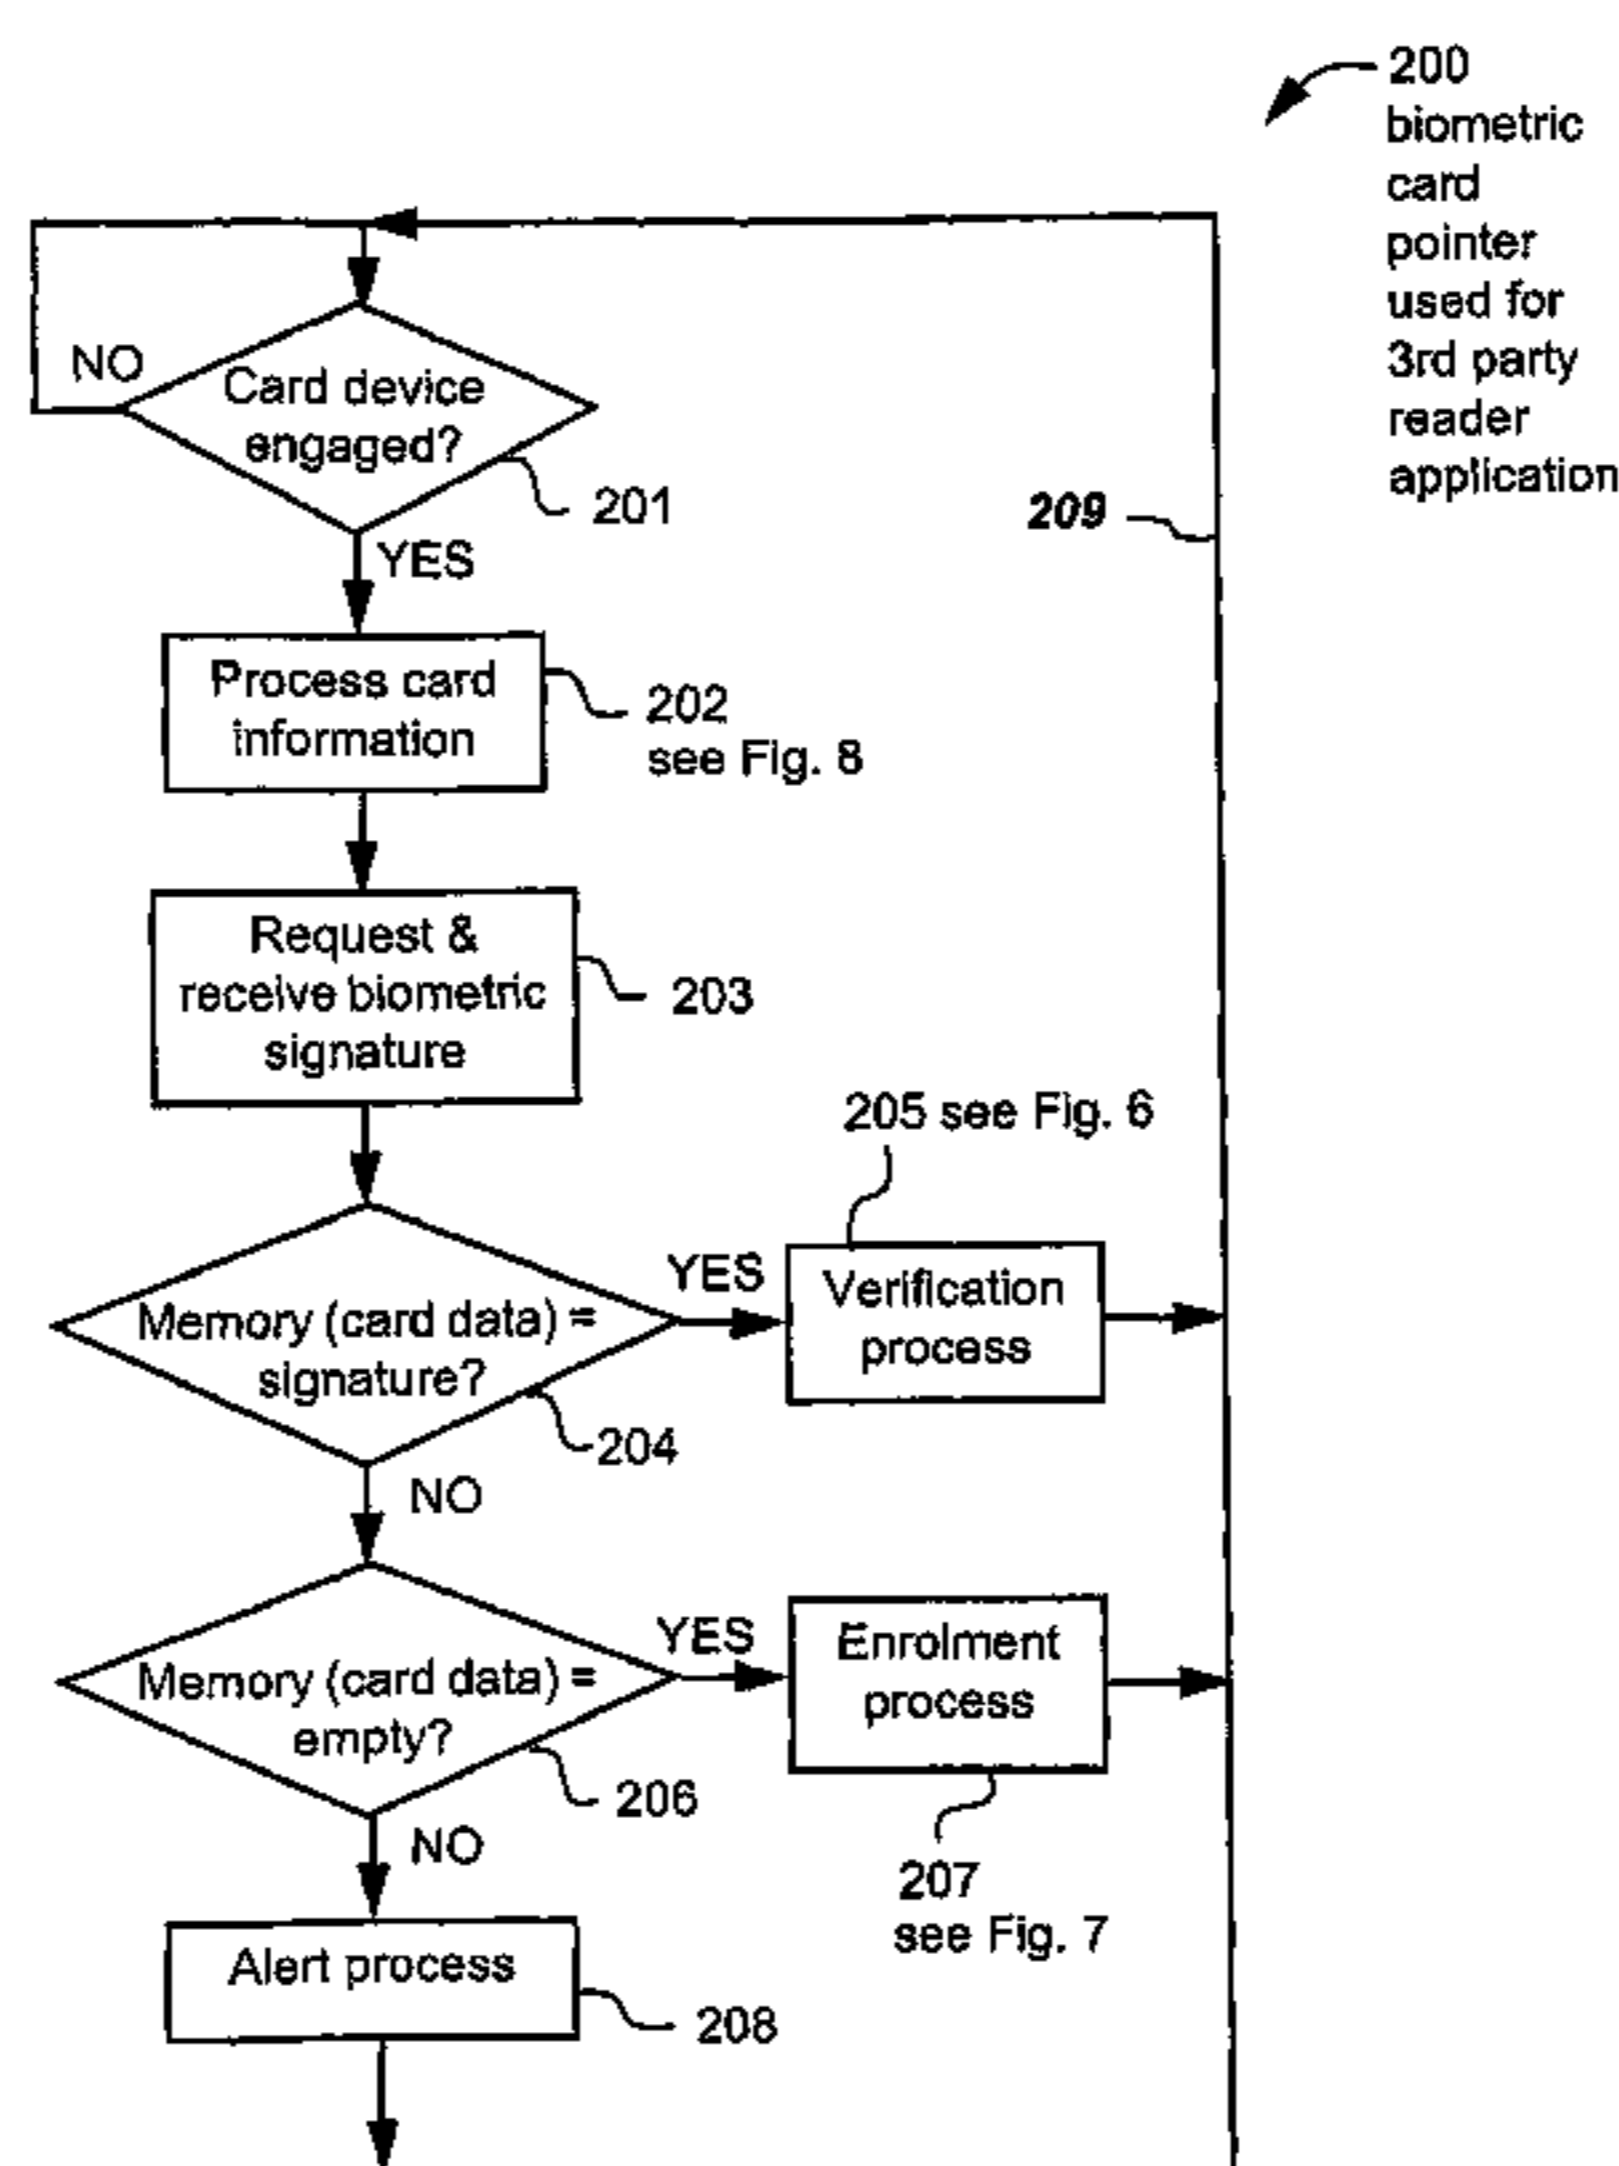 200
biometric
card
pointer
used for
3rd party
reader
application
NO
Card device
engaged?
201
209
YES
Process card
information
202
see Fig. 8
Request &
receive biometric
signature
203
205 see Fig. 6
Memory (card data) =
signature?
204
YES
Verification
process
NO
Memory (card data) =
empty?
206
YES
Enrolment
process
207
see Fig. 7
NO
Alert process
208